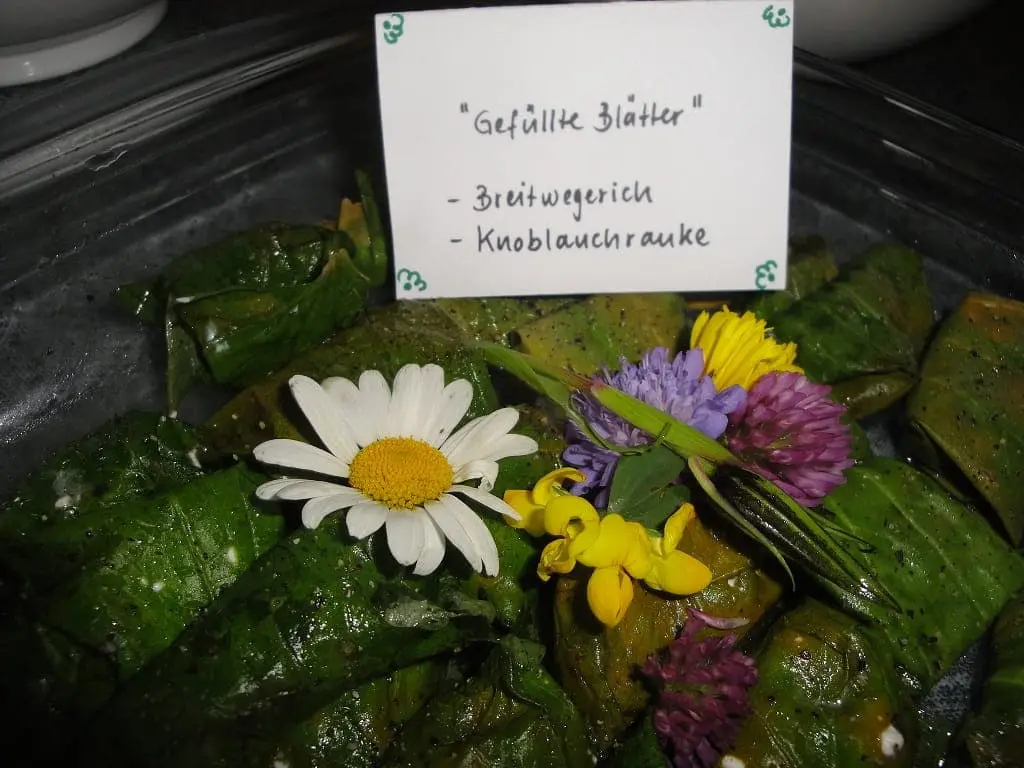 "Gefüllte Blätter"
- Breitwegerich
- Knoblauchrauke